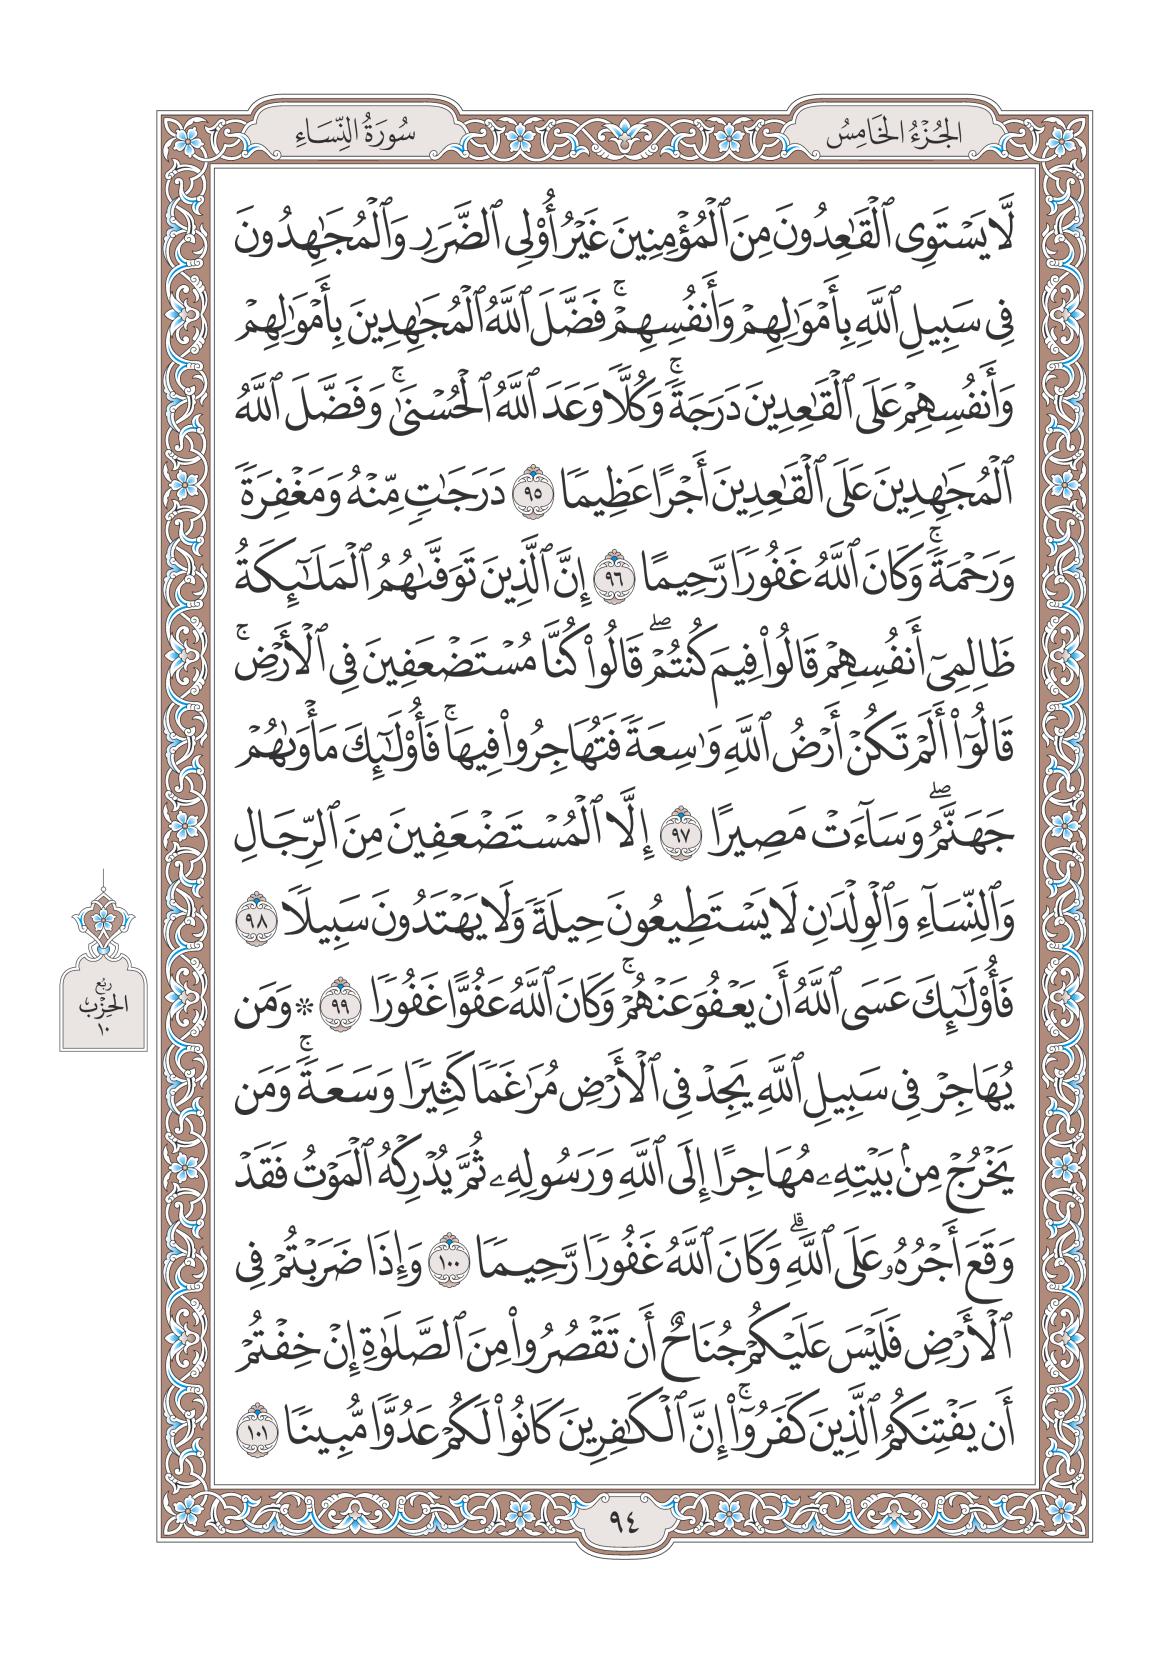 الجُزْءُ الخَامِسُ
سُورَةُ النِّسَاءِ
لَّا يَسْتَوِى ٱلْقَٰعِدُونَ مِنَ ٱلْمُؤْمِنِينَ غَيْرُ أُو۟لِى ٱلضَّرَرِ وَٱلْمُجَٰهِدُونَ
فِى سَبِيلِ ٱللَّهِ بِأَمْوَٰلِهِمْ وَأَنفُسِهِمْ ۚ فَضَّلَ ٱللَّهُ ٱلْمُجَٰهِدِينَ بِأَمْوَٰلِهِمْ
وَأَنفُسِهِمْ عَلَى ٱلْقَٰعِدِينَ دَرَجَةً ۚ وَكُلًّا وَعَدَ ٱللَّهُ ٱلْحُسْنَىٰ ۚ وَفَضَّلَ ٱللَّهُ
ٱلْمُجَٰهِدِينَ عَلَى ٱلْقَٰعِدِينَ أَجْرًا عَظِيمًا ٩٥ دَرَجَٰتٍ مِّنْهُ وَمَغْفِرَةً
وَرَحْمَةً ۚ وَكَانَ ٱللَّهُ غَفُورًا رَّحِيمًا ٩٦ إِنَّ ٱلَّذِينَ تَوَفَّىٰهُمُ ٱلْمَلَٰٓئِكَةُ
ظَالِمِىٓ أَنفُسِهِمْ قَالُوا۟ فِيمَ كُنتُمْ ۖ قَالُوا۟ كُنَّا مُسْتَضْعَفِينَ فِى ٱلْأَرْضِ ۚ
قَالُوٓا۟ أَلَمْ تَكُنْ أَرْضُ ٱللَّهِ وَٰسِعَةً فَتُهَاجِرُوا۟ فِيهَا ۚ فَأُو۟لَٰٓئِكَ مَأْوَىٰهُمْ
جَهَنَّمُ ۖ وَسَآءَتْ مَصِيرًا ٩٧ إِلَّا ٱلْمُسْتَضْعَفِينَ مِنَ ٱلرِّجَالِ
وَٱلنِّسَآءِ وَٱلْوِلْدَٰنِ لَا يَسْتَطِيعُونَ حِيلَةً وَلَا يَهْتَدُونَ سَبِيلًا ٩٨
فَأُو۟لَٰٓئِكَ عَسَى ٱللَّهُ أَن يَعْفُوَ عَنْهُمْ ۚ وَكَانَ ٱللَّهُ عَفُوًّا غَفُورًا ٩٩ ۞ وَمَن
يُهَاجِرْ فِى سَبِيلِ ٱللَّهِ يَجِدْ فِى ٱلْأَرْضِ مُرَٰغَمًا كَثِيرًا وَسَعَةً ۚ وَمَن
يَخْرُجْ مِنۢ بَيْتِهِۦ مُهَاجِرًا إِلَى ٱللَّهِ وَرَسُولِهِۦ ثُمَّ يُدْرِكْهُ ٱلْمَوْتُ فَقَدْ
وَقَعَ أَجْرُهُۥ عَلَى ٱللَّهِ ۗ وَكَانَ ٱللَّهُ غَفُورًا رَّحِيمًا ١٠٠ وَإِذَا ضَرَبْتُمْ فِى
ٱلْأَرْضِ فَلَيْسَ عَلَيْكُمْ جُنَاحٌ أَن تَقْصُرُوا۟ مِنَ ٱلصَّلَوٰةِ إِنْ خِفْتُمْ
أَن يَفْتِنَكُمُ ٱلَّذِينَ كَفَرُوٓا۟ ۚ إِنَّ ٱلْكَٰفِرِينَ كَانُوا۟ لَكُمْ عَدُوًّا مُّبِينًا ١٠١
رُبُع
الحِزْب
١٠
٩٤